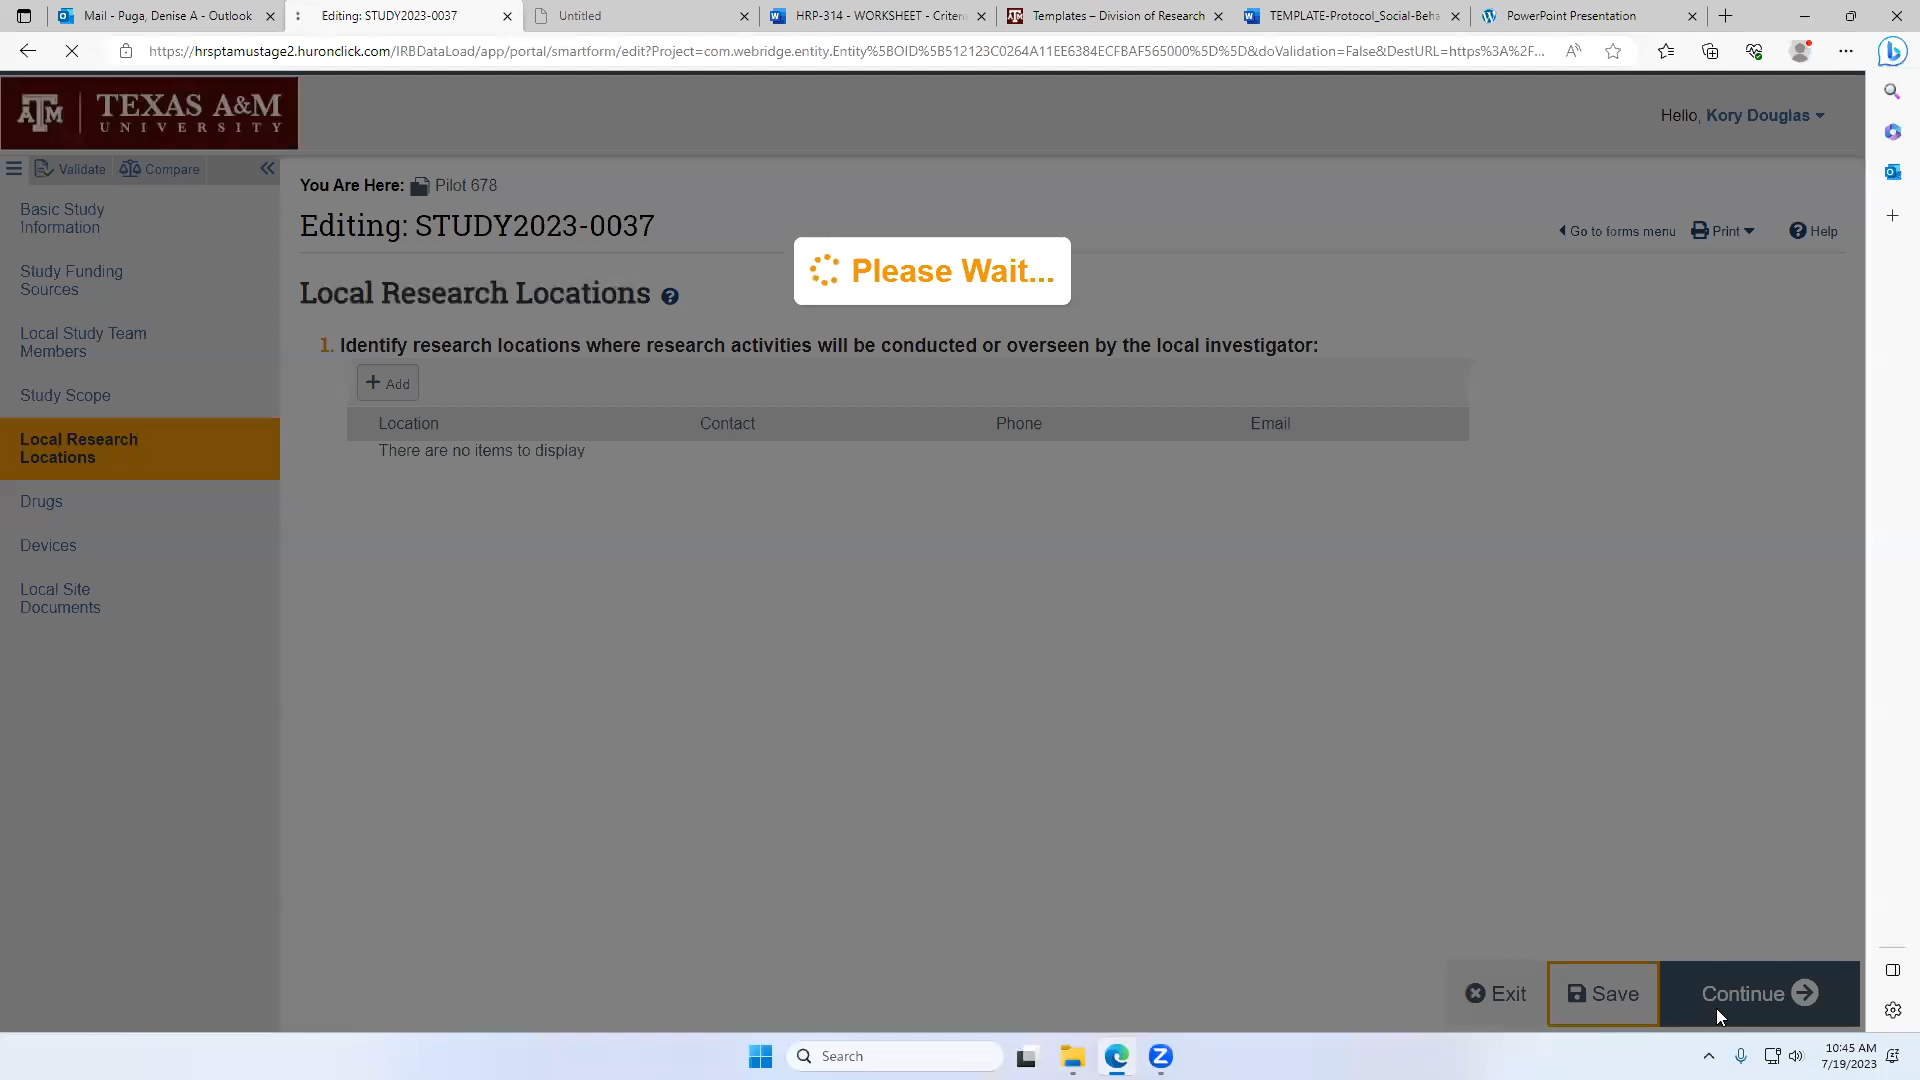 Mail - Puga, Denise A - Outlook
Editing: STUDY2023-0037
Untitled
HRP-314 - WORKSHEET - Criteri
Templates – Division of Research
TEMPLATE-Protocol_Social-Beha
PowerPoint Presentation
https://hrsptamustage2.huronclick.com/IRBDataLoad/app/portal/smartform/edit?Project=com.webridge.entity.Entity%5BOID%5B512123C0264A11EE6384ECFBAF565000%5D%5D&doValidation=False&DestURL=https%3A%2F...
TEXAS A&M
UNIVERSITY
Hello, Kory Douglas
Validate
Compare
You Are Here: Pilot 678
Editing: STUDY2023-0037
Go to forms menu
Print
Help
Please Wait...
Basic Study
Information
Study Funding
Sources
Local Study Team
Members
Study Scope
Local Research
Locations
Drugs
Devices
Local Site
Documents
Local Research Locations
1. Identify research locations where research activities will be conducted or overseen by the local investigator:
+ Add
Location Contact Phone Email
There are no items to display
Exit
Save
Continue
Search
10:45 AM
7/19/2023